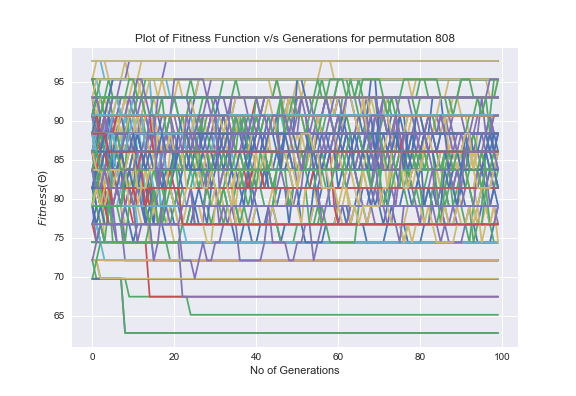 Plot of Fitness Function v/s Generations for permutation 808
95
90
85
80
75
70
65
Fitness(Θ)
0 20 40 60 80 100
No of Generations